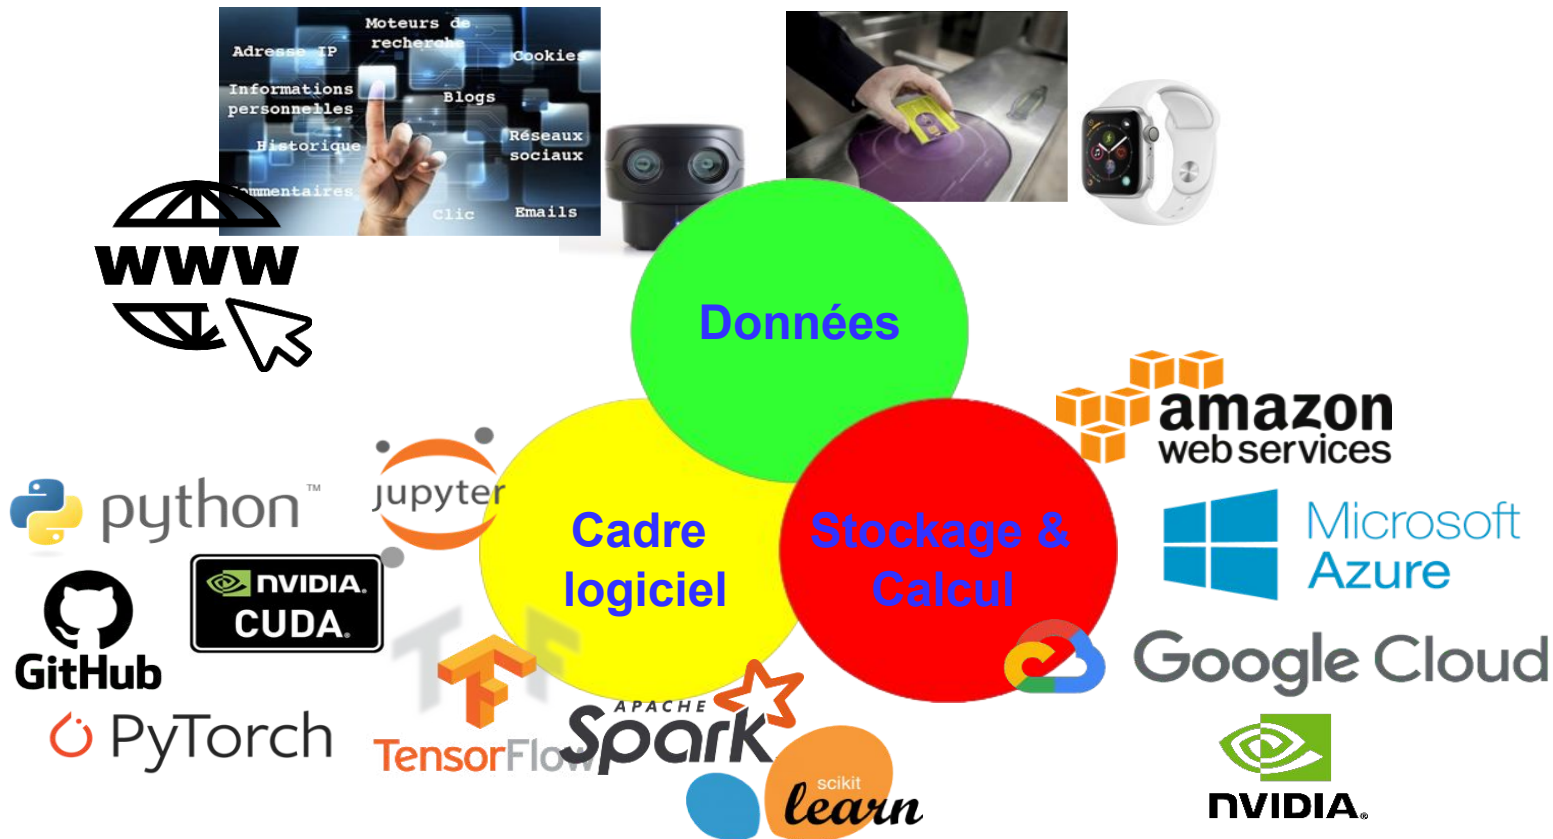 Moteurs de
recherche
Adresse IP
Cookies
Informations
personnelles
Blogs
Historique
Réseaux
sociaux
Commentaires
Clic
Emails
www
Données
amazon
web services
python™
jupyter
Cadre
logiciel
Stockage &
Calcul
Microsoft
Azure
NVIDIA.
CUDA.
GitHub
Google Cloud
PyTorch
TensorFlow
APACHE
Spark
scikit
learn
NVIDIA.